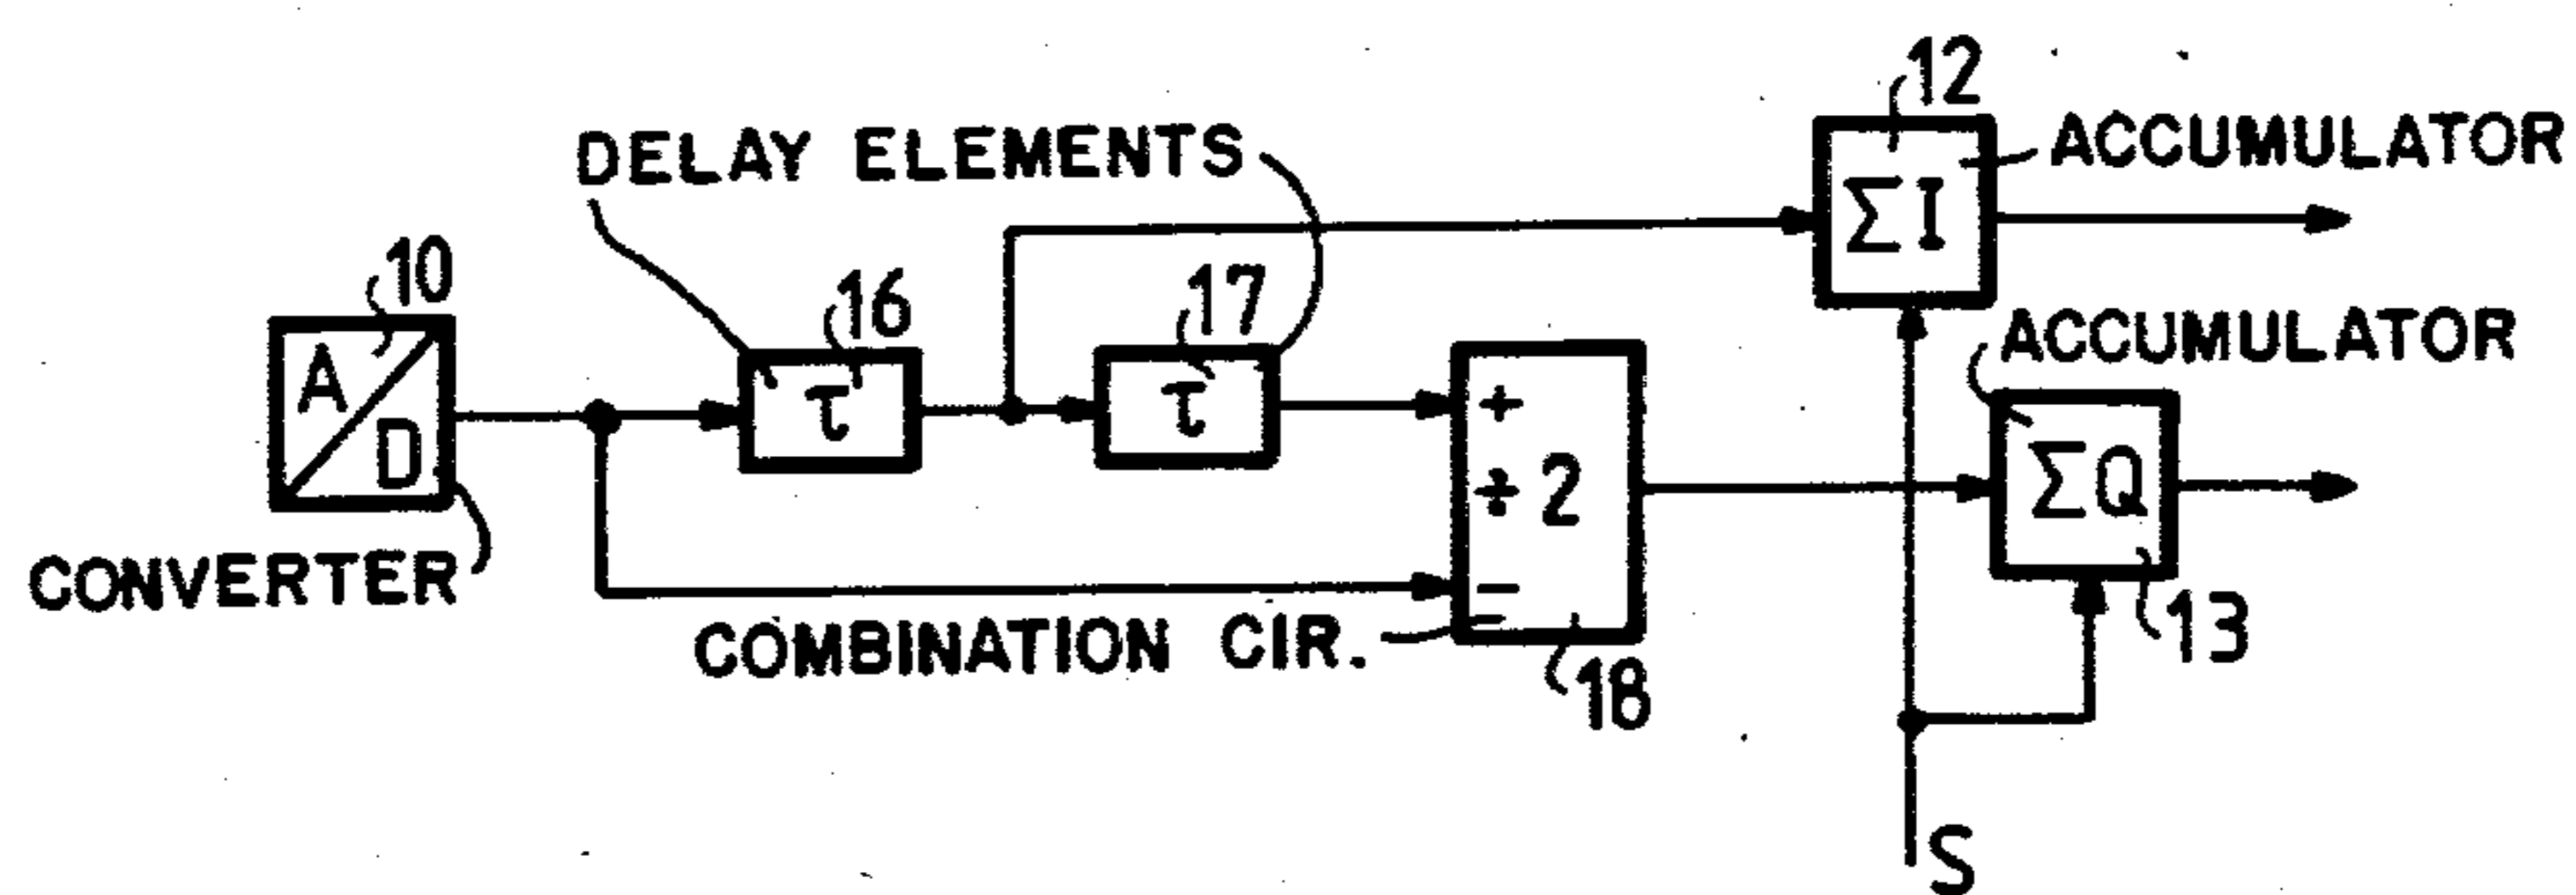 12
ACCUMULATOR
DELAY ELEMENTS
ΣI
10
16
17
ACCUMULATOR
A
D
τ
τ
+
÷2
−
ΣQ
CONVERTER
COMBINATION CIR.
18
13
S